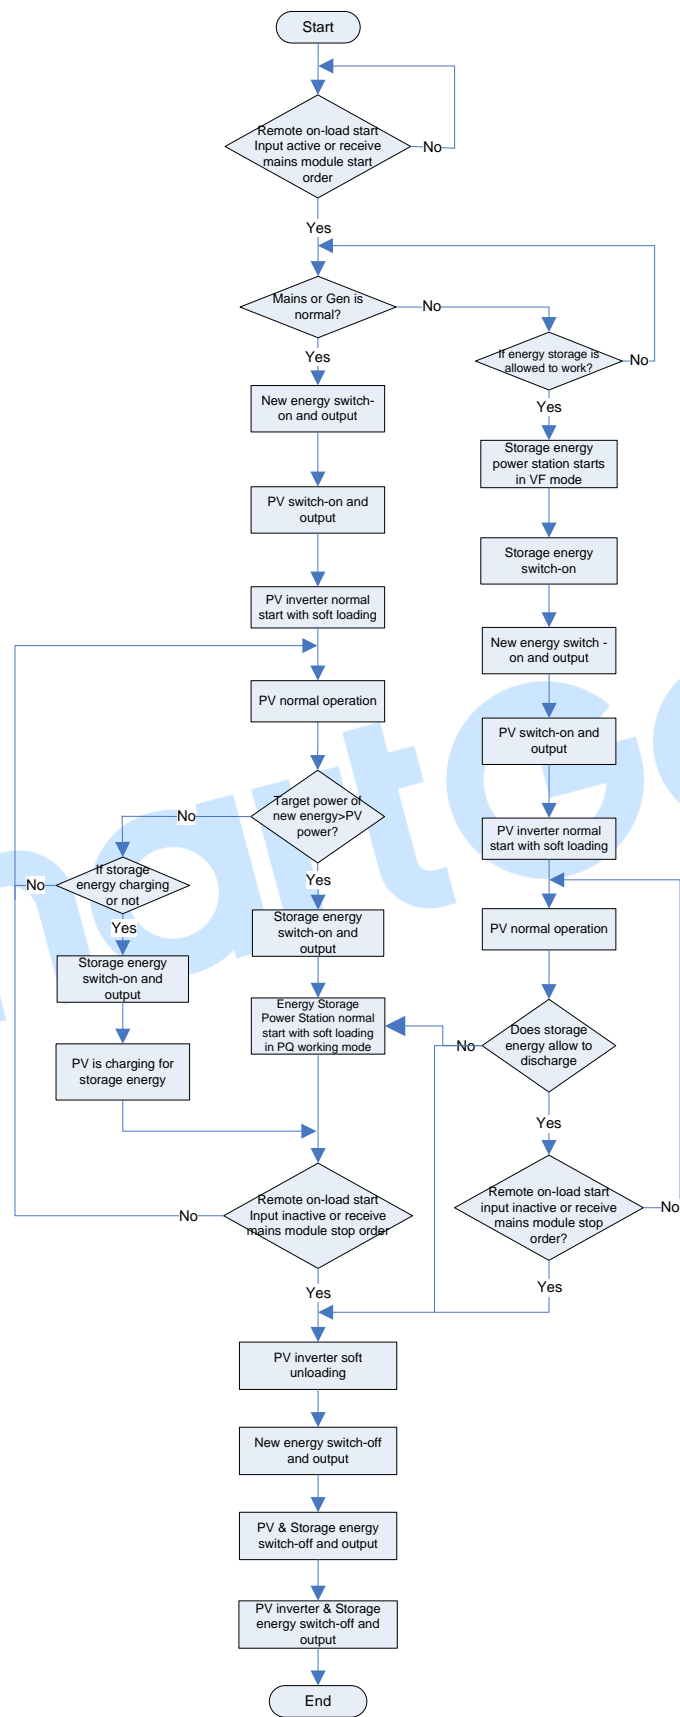 Start
Remote on-load start
Input active or receive
mains module start
order
No
Yes
Mains or Gen is
normal?
No
Yes
If energy storage is
allowed to work?
No
Yes
New energy switch-
on and output
Storage energy
power station starts
in VF mode
PV switch-on and
output
Storage energy
switch-on
PV inverter normal
start with soft loading
New energy switch -
on and output
PV normal operation
PV switch-on and
output
Target power of
new energy>PV
power?
No
Yes
PV inverter normal
start with soft loading
If storage
energy charging
or not
No
Yes
Storage energy
switch-on and
output
PV normal operation
Storage energy
switch-on and
output
Energy Storage
Power Station normal
start with soft loading
in PQ working mode
Does storage
energy allow to
discharge
No
Yes
PV is charging for
storage energy
Remote on-load start
Input inactive or receive
mains module stop order
No
Yes
Remote on-load start
input inactive or receive
mains module stop
order?
No
Yes
PV inverter soft
unloading
New energy switch-off
and output
PV & Storage energy
switch-off and output
PV inverter & Storage
energy switch-off and
output
End